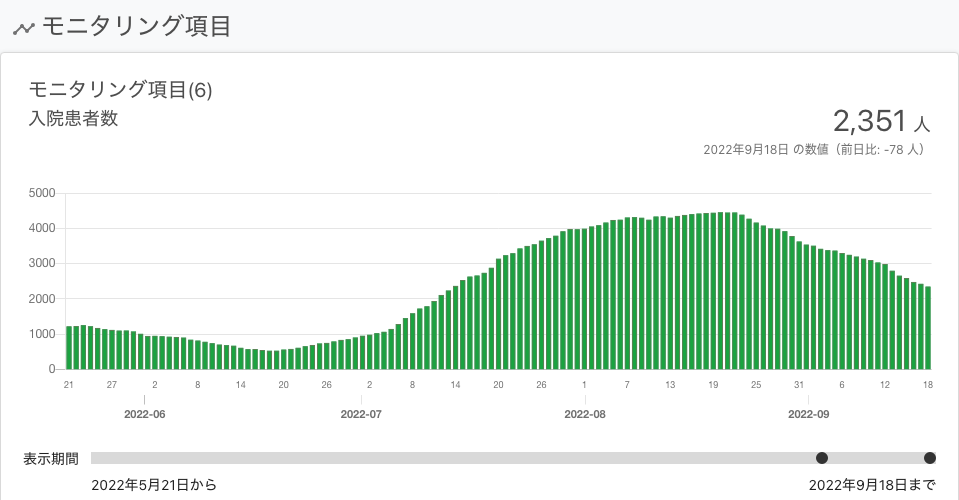 モニタリング項目
モニタリング項目(6)
入院患者数
2,351 人
2022年9月18日 の数値（前日比: -78 人）
5000
4000
3000
2000
1000
0
21 27 2 8 14 20 26 2 8 14 20 26 1 7 13 19 25 31 6 12 18
2022-06 2022-07 2022-08 2022-09
表示期間
2022年5月21日から 2022年9月18日まで